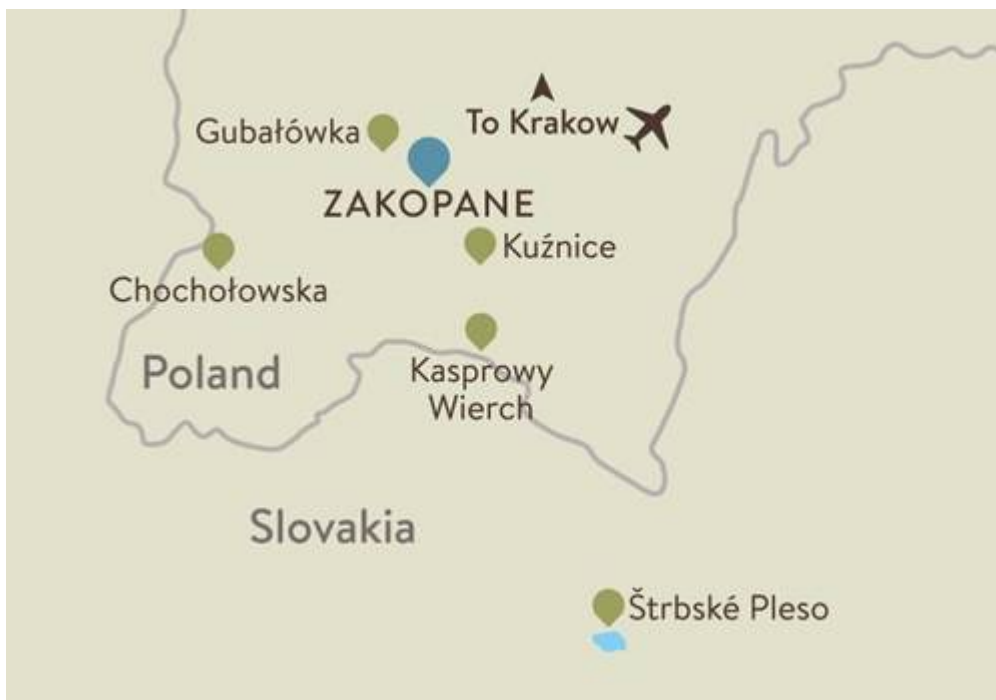 To Krakow
Gubałówka
ZAKOPANE
Kuźnice
Chochołowska
Poland
Kasprowy
Wierch
Slovakia
Štrbské Pleso